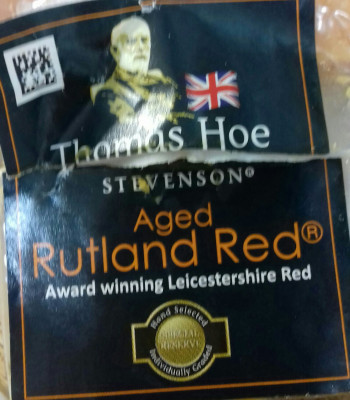 Thomas Hoe
STEVENSON®
Aged
Rutland Red®
Award winning Leicestershire Red
Hand Selected
SPECIAL
RESERVE
Individually Graded